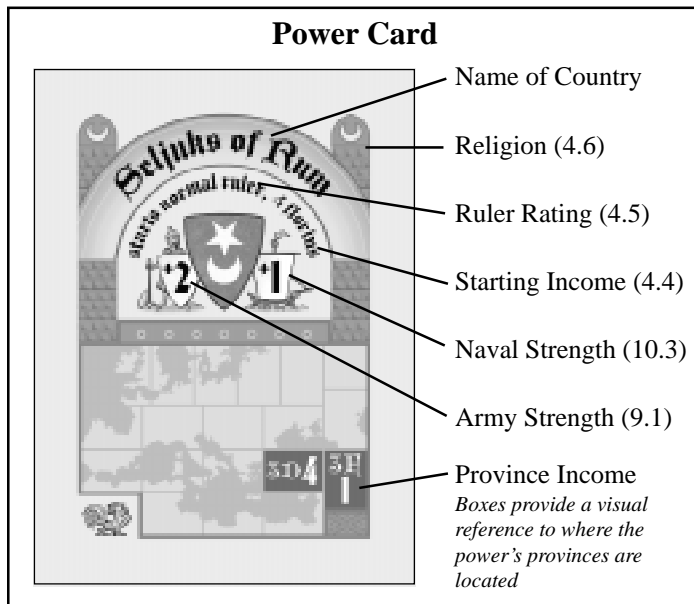 Power Card
Name of Country
Religion (4.6)
Seljuks of Rum
Ruler Rating (4.5)
starts normal ruler, 4 florins
Starting Income (4.4)
+2
+1
Naval Strength (10.3)
Army Strength (9.1)
3D4
3E
1
Province Income
Boxes provide a visual
reference to where the
power's provinces are
located